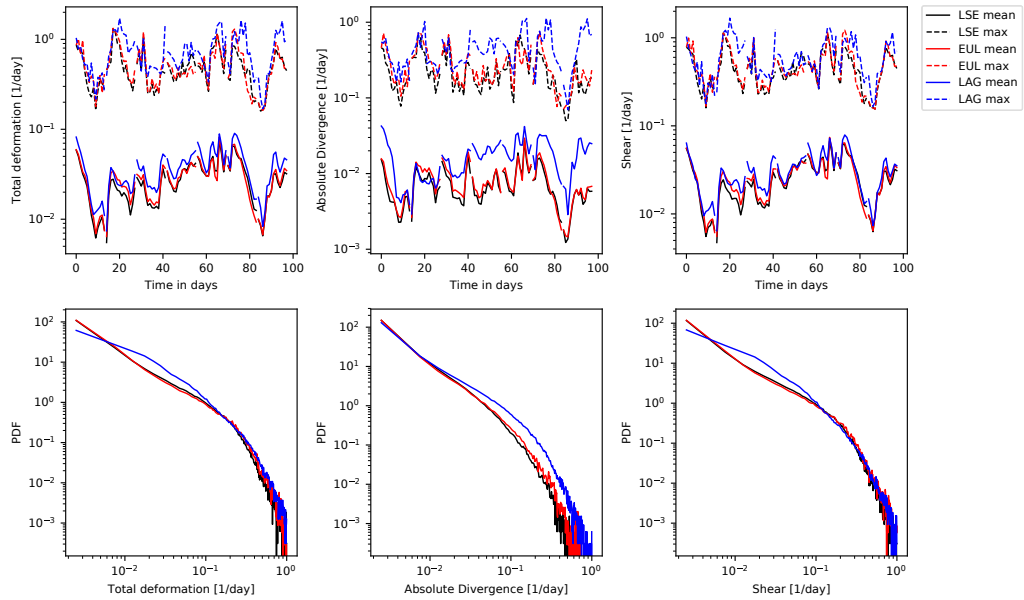 Total deformation [1/day]
10⁰
10⁻¹
10⁻²
0 20 40 60 80 100
Time in days
Absolute Divergence [1/day]
10⁰
10⁻¹
10⁻²
10⁻³
0 20 40 60 80 100
Time in days
Shear [1/day]
10⁰
10⁻¹
10⁻²
0 20 40 60 80 100
Time in days
LSE mean
LSE max
EUL mean
EUL max
LAG mean
LAG max
PDF
10²
10¹
10⁰
10⁻¹
10⁻²
10⁻³
10⁻² 10⁻¹ 10⁰
Total deformation [1/day]
PDF
10²
10¹
10⁰
10⁻¹
10⁻²
10⁻³
10⁻² 10⁻¹ 10⁰
Absolute Divergence [1/day]
PDF
10²
10¹
10⁰
10⁻¹
10⁻²
10⁻³
10⁻² 10⁻¹ 10⁰
Shear [1/day]